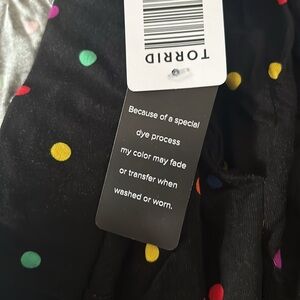 TORRID
Because of a special
dye process
my color may fade
or transfer when
washed or worn.